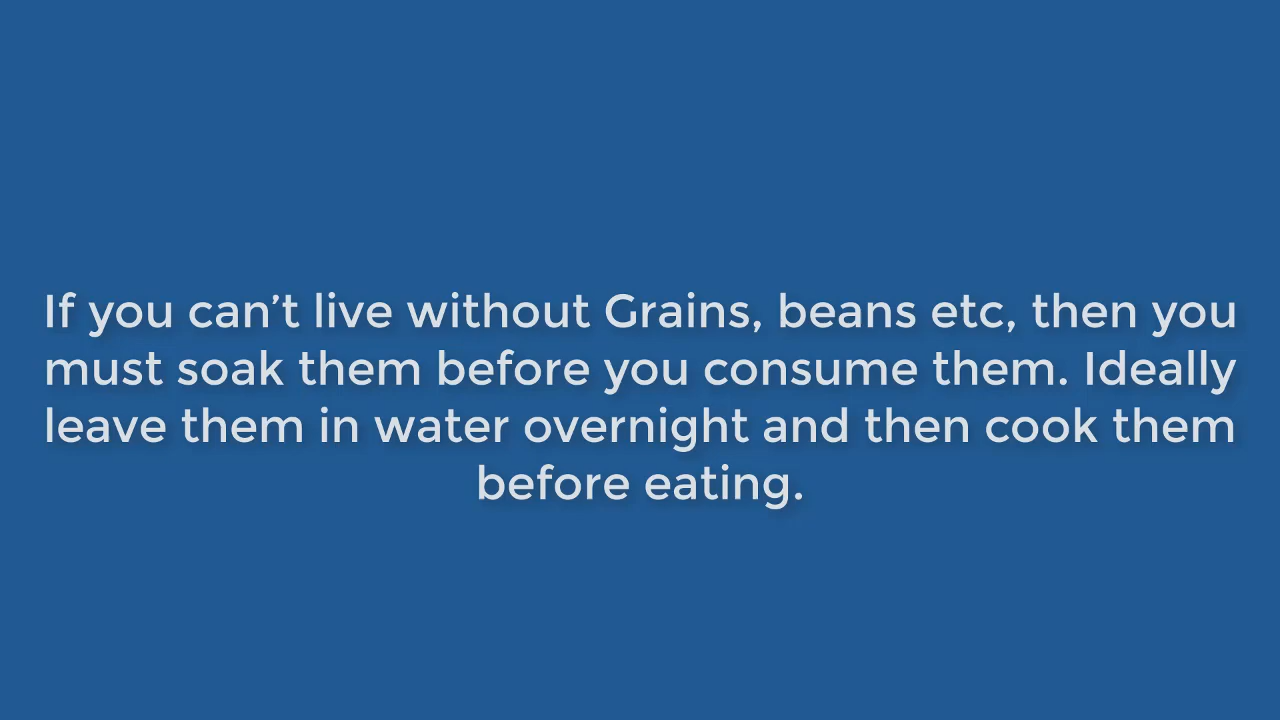 If you can’t live without Grains, beans etc, then you
must soak them before you consume them. Ideally
leave them in water overnight and then cook them
before eating.